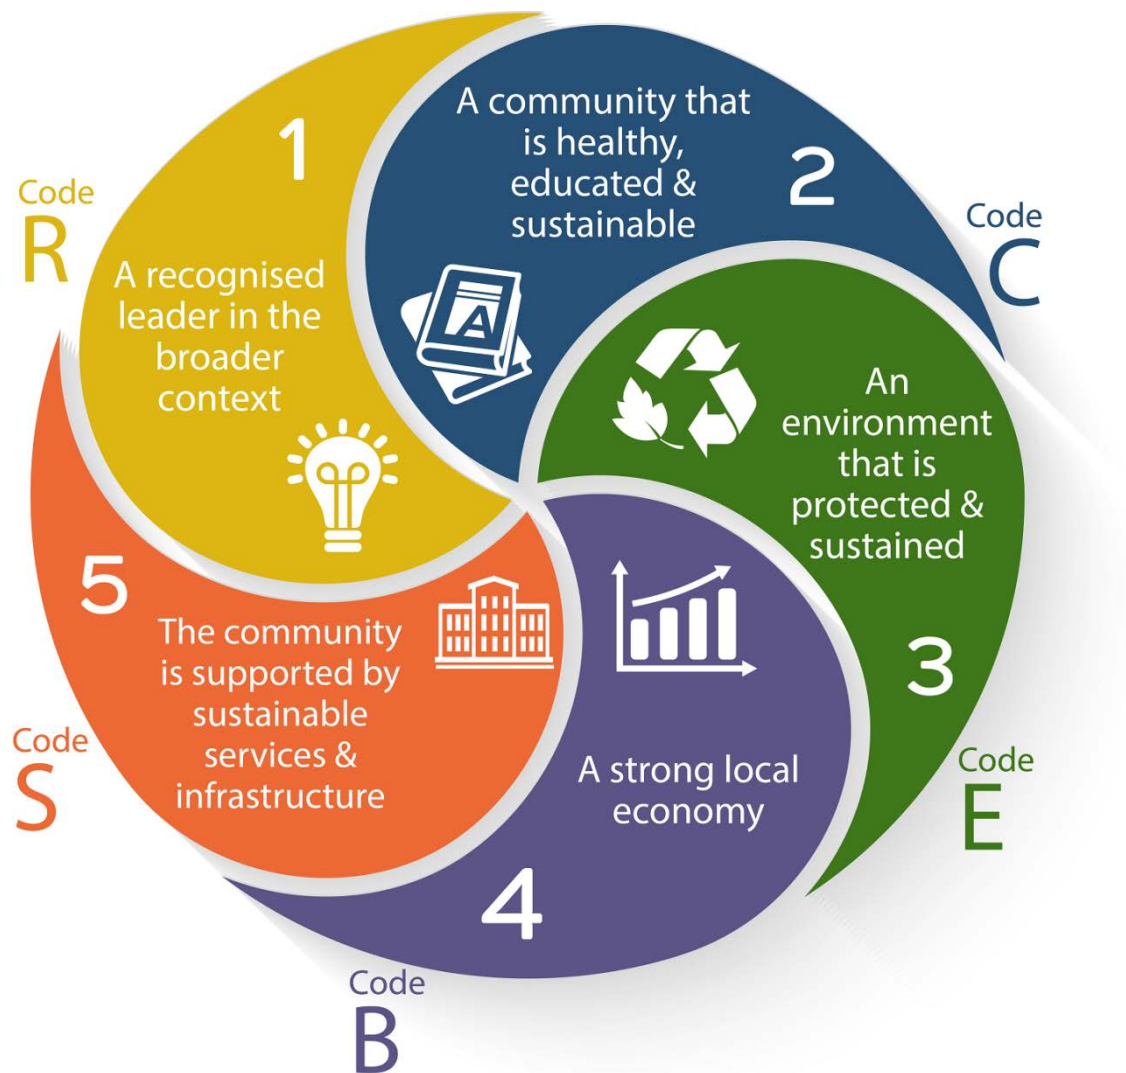 1
Code
R
A recognised
leader in the
broader
context
2
A community that
is healthy,
educated &
sustainable
Code
C
A
An
environment
that is
protected &
sustained
3
Code
E
A strong local
economy
4
Code
B
5
The community
is supported by
sustainable
services &
infrastructure
Code
S